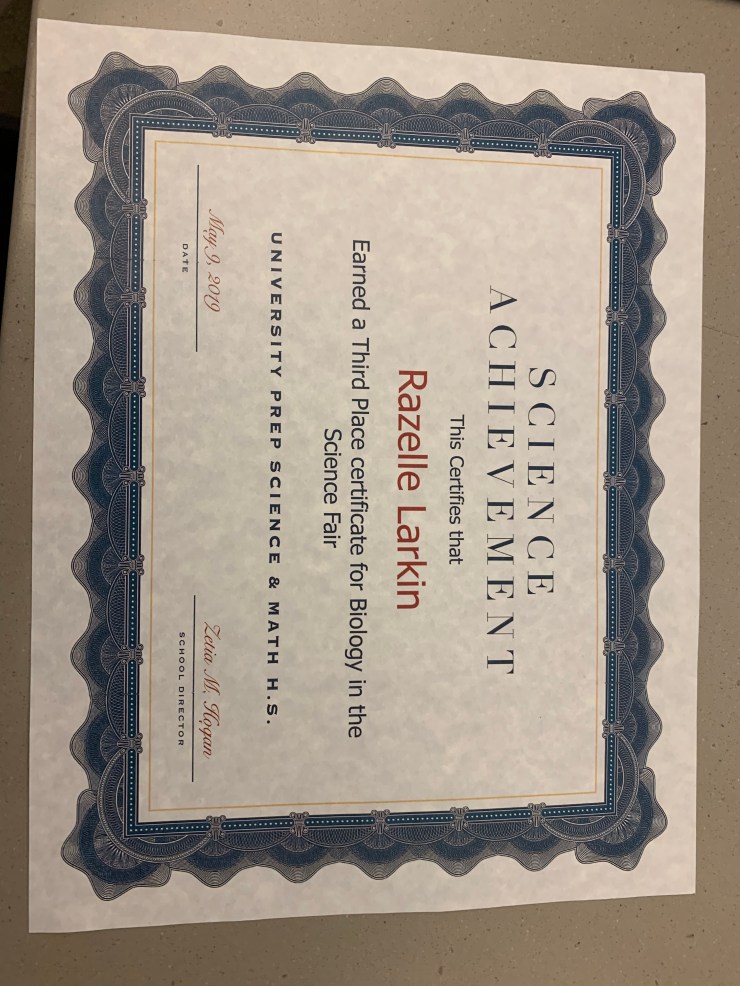 SCIENCE
ACHIEVEMENT
This Certifies that
Razelle Larkin
Earned a Third Place certificate for Biology in the
Science Fair
UNIVERSITY PREP SCIENCE & MATH H.S.
May 9, 2019
DATE
Zetia M. Hogan
SCHOOL DIRECTOR